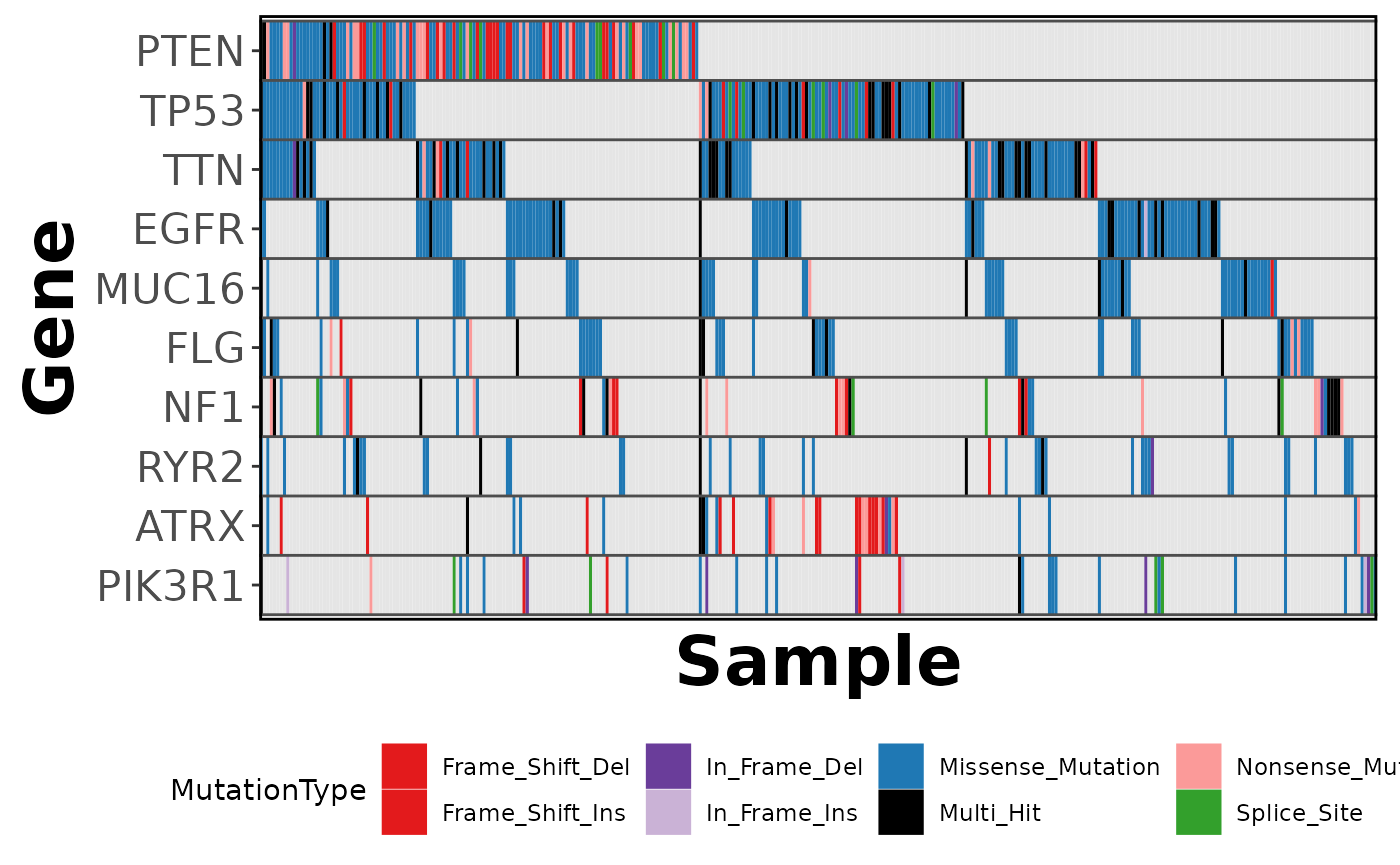 Gene
PTEN
TP53
TTN
EGFR
MUC16
FLG
NF1
RYR2
ATRX
PIK3R1
Sample
MutationType
Frame_Shift_Del In_Frame_Del Missense_Mutation Nonsense_Mut
Frame_Shift_Ins In_Frame_Ins Multi_Hit Splice_Site